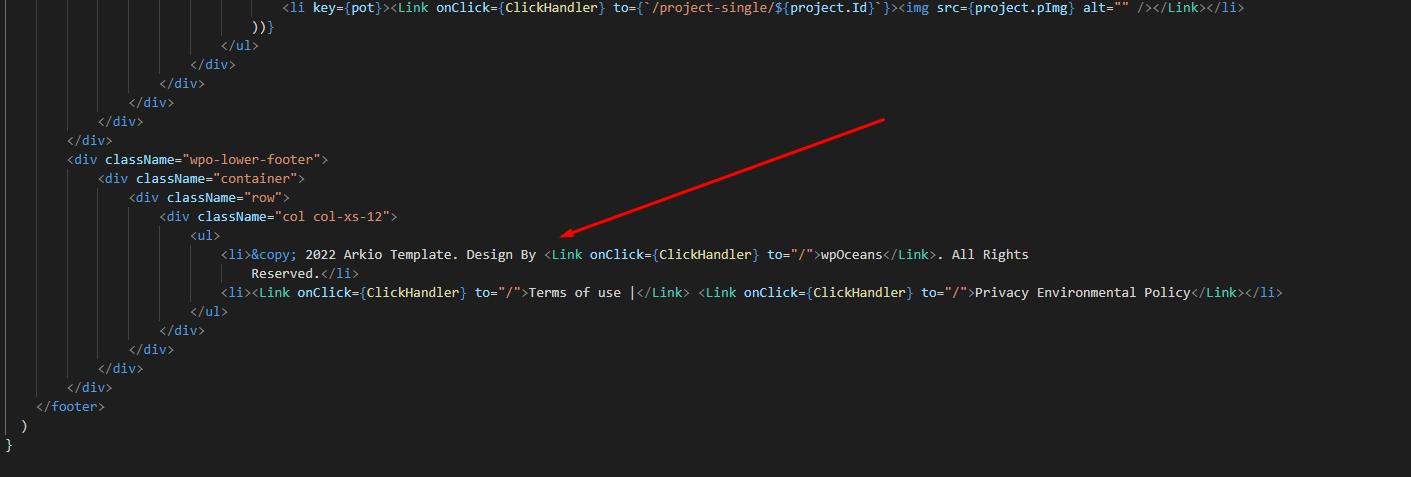 <li key={pot}><Link onClick={ClickHandler} to={`/project-single/${project.Id}`}><img src={project.pImg} alt="" /></Link></li>
))}
</ul>
</div>
</div>
</div>
</div>
</div>
<div className="wpo-lower-footer">
<div className="container">
<div className="row">
<div className="col col-xs-12">
<ul>
<li>&copy; 2022 Arkio Template. Design By <Link onClick={ClickHandler} to="/">wpOceans</Link>. All Rights
Reserved.</li>
<li><Link onClick={ClickHandler} to="/">Terms of use |</Link> <Link onClick={ClickHandler} to="/">Privacy Environmental Policy</Link></li>
</ul>
</div>
</div>
</div>
</div>
</footer>
)
}